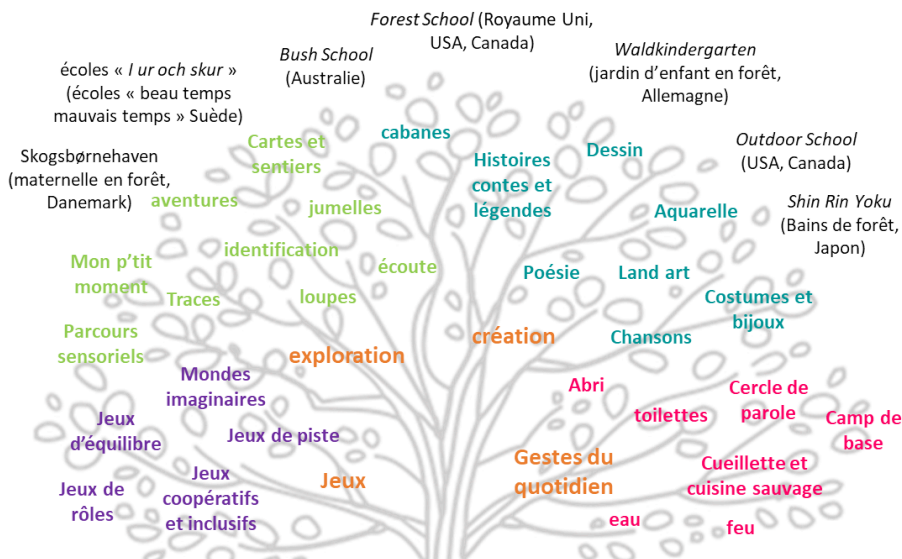 Forest School (Royaume Uni,
USA, Canada)
Bush School
(Australie)
Waldkindergarten
(jardin d’enfant en forêt,
Allemagne)
écoles « I ur och skur »
(écoles « beau temps
mauvais temps » Suède)
Outdoor School
(USA, Canada)
Skogsbørnehaven
(maternelle en forêt,
Danemark)
Shin Rin Yoku
(Bains de forêt,
Japon)
Cartes et
sentiers
aventures
jumelles
identification
écoute
Mon p’tit
moment
Traces
loupes
Parcours
sensoriels
exploration
cabanes
Histoires
contes et
légendes
Dessin
Aquarelle
Poésie
Land art
Costumes et
bijoux
Chansons
création
Mondes
imaginaires
Jeux
d’équilibre
Jeux de piste
Jeux de
rôles
Jeux
coopératifs
et inclusifs
Jeux
Abri
toilettes
Cercle de
parole
Camp de
base
Gestes du
quotidien
Cueillette et
cuisine sauvage
eau
feu